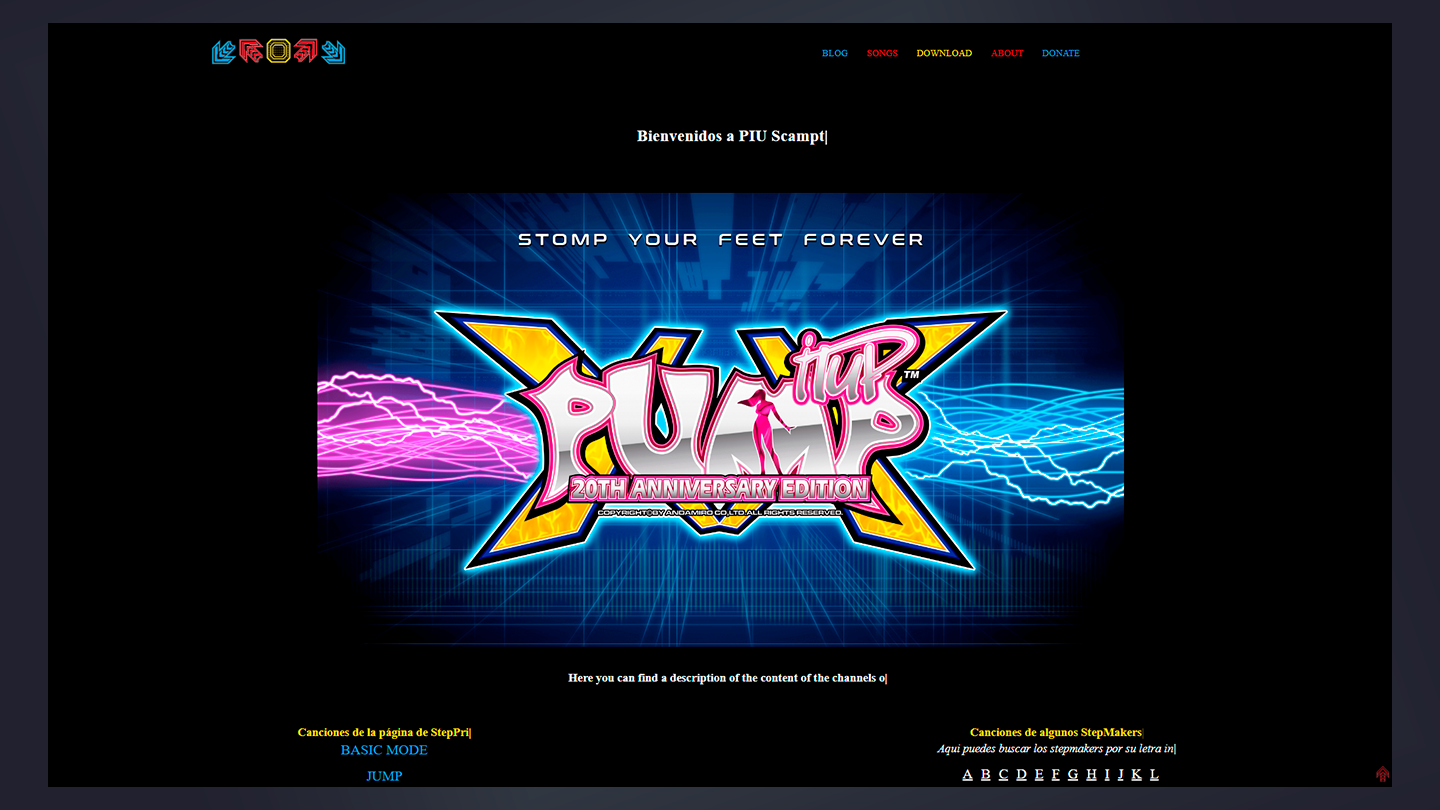 BLOG SONGS DOWNLOAD ABOUT DONATE
Bienvenidos a PIU Scampt|
STOMP YOUR FEET FOREVER
PUMP it UP ™
20TH ANNIVERSARY EDITION
COPYRIGHT©BY ANDAMIRO CO,LTD ALL RIGHTS RESERVED.
Here you can find a description of the content of the channels o|
Canciones de la página de StepPri|
BASIC MODE
JUMP
Canciones de algunos StepMakers|
Aqui puedes buscar los stepmakers por su letra in|
A B C D E F G H I J K L